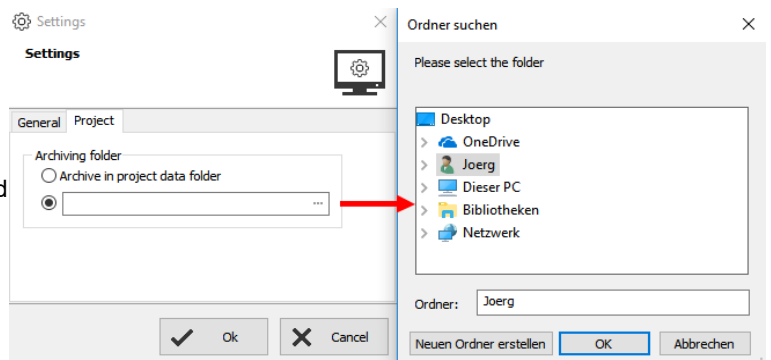 Settings
Settings
General Project
Archiving folder
Archive in project data folder
d
...
Ok Cancel
Ordner suchen
Please select the folder
Desktop
OneDrive
Joerg
Dieser PC
Bibliotheken
Netzwerk
Ordner: Joerg
Neuen Ordner erstellen OK Abbrechen